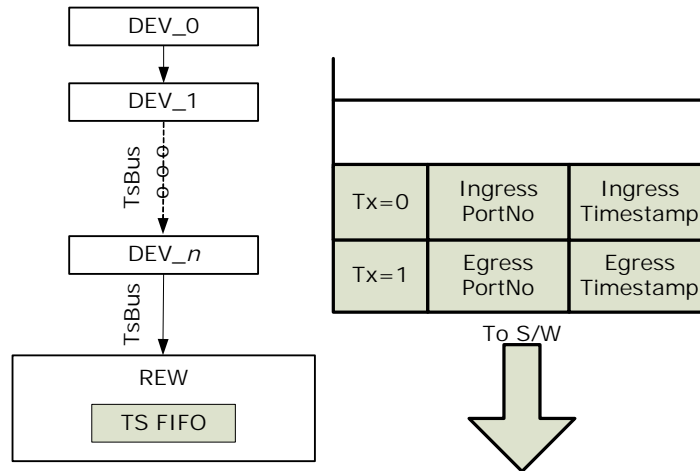 DEV_0
DEV_1
TsBus
DEV_n
TsBus
REW
TS FIFO
Tx=0
Ingress
PortNo
Ingress
Timestamp
Tx=1
Egress
PortNo
Egress
Timestamp
To S/W